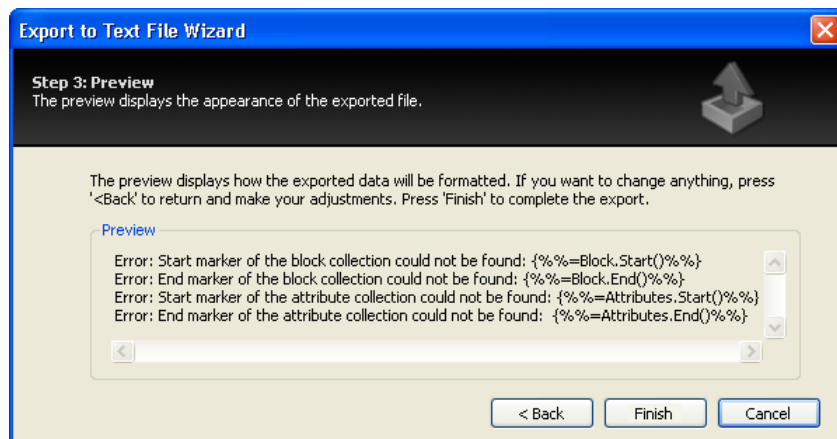 Export to Text File Wizard
Step 3: Preview
The preview displays the appearance of the exported file.
The preview displays how the exported data will be formatted. If you want to change anything, press
'<Back' to return and make your adjustments. Press 'Finish' to complete the export.
Preview
Error: Start marker of the block collection could not be found: {%%=Block.Start()%%}
Error: End marker of the block collection could not be found: {%%=Block.End()%%}
Error: Start marker of the attribute collection could not be found: {%%=Attributes.Start()%%}
Error: End marker of the attribute collection could not be found:  {%%=Attributes.End()%%}
< Back
Finish
Cancel